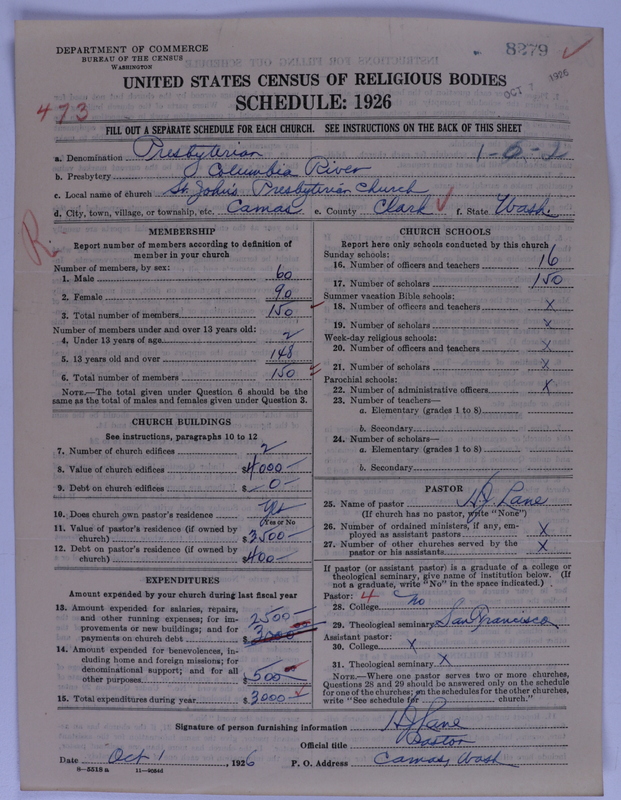 DEPARTMENT OF COMMERCE
BUREAU OF THE CENSUS
WASHINGTON
8279
OCT 1926
UNITED STATES CENSUS OF RELIGIOUS BODIES
473
SCHEDULE: 1926
FILL OUT A SEPARATE SCHEDULE FOR EACH CHURCH. SEE INSTRUCTIONS ON THE BACK OF THIS SHEET
a. Denomination Presbyterian 1-6-2
b. Presbytery Columbia River
c. Local name of church St. John's Presbyterian Church
d. City, town, village, or township, etc. Camas e. County Clark f. State Wash.
R.
MEMBERSHIP
Report number of members according to definition of
member in your church
Number of members, by sex:
1. Male 60
2. Female 90
3. Total number of members 150
Number of members under and over 13 years old:
4. Under 13 years of age 2
5. 13 years old and over 148
6. Total number of members 150
NOTE.—The total given under Question 6 should be
same as the total of males and females given under Question 3.
CHURCH BUILDINGS
See instructions, paragraphs 10 to 12
7. Number of church edifices 2
8. Value of church edifices $4000—
9. Debt on church edifices $—0—
10. Does church own pastor's residence yes
(Yes or No
11. Value of pastor's residence (if owned by
church) $3500—
12. Debt on pastor's residence (if owned by
church) $400—
EXPENDITURES
Amount expended by your church during last fiscal year
13. Amount expended for salaries, repairs,
and other running expenses; for im-
provements or new buildings; and for
payments on church debt 2500— $3000
14. Amount expended for benevolences, in-
cluding home and foreign missions; for
denominational support; and for all
other purposes $500
15. Total expenditures during year $3000—
CHURCH SCHOOLS
Report here only schools conducted by this church
Sunday schools:
16. Number of officers and teachers 16
17. Number of scholars 150
Summer vacation Bible schools:
18. Number of officers and teachers X
19. Number of scholars X
Week-day religious schools:
20. Number of officers and teachers X
21. Number of scholars X
Parochial schools:
22. Number of administrative officers X
23. Number of teachers—
a. Elementary (grades 1 to 8)
b. Secondary
24. Number of scholars—
a. Elementary (grades 1 to 8)
b. Secondary
PASTOR
25. Name of pastor H.J. Lane
(If church has no pastor, write "None")
26. Number of ordained ministers, if any, em-
ployed as assistant pastors X
27. Number of other churches served by the
pastor or his assistants X
If pastor (or assistant pastor) is a graduate of a college or
theological seminary, give name of institution below. (If
not a graduate, write "No" in the space indicated.)
Pastor: 4
28. College no
29. Theological seminary San Francisco
Assistant pastor:
30. College X
31. Theological seminary X
NOTE.—Where one pastor serves two or more churches,
Questions 28 and 29 should be answered only on the schedule
for one of the churches; on the schedules for the other churches,
write "See schedule for church."
Signature of person furnishing information HJ Lane
Official title Pastor
Date Oct 1, 1926 P. O. Address Camas, Wash
8—5518 a 11—9084d